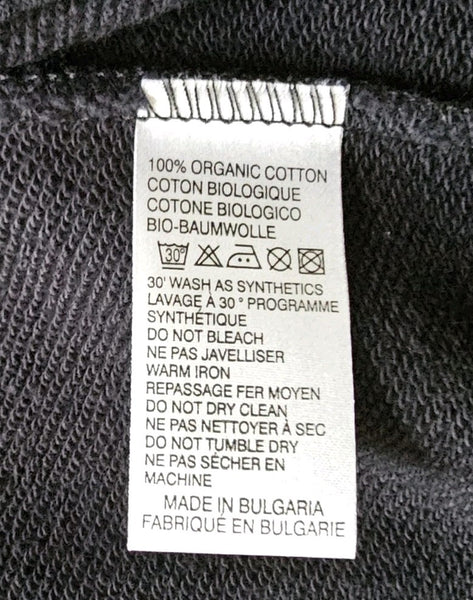 100% ORGANIC COTTON
COTON BIOLOGIQUE
COTONE BIOLOGICO
BIO-BAUMWOLLE
30°
30' WASH AS SYNTHETICS
LAVAGE À 30 ° PROGRAMME
SYNTHÉTIQUE
DO NOT BLEACH
NE PAS JAVELLISER
WARM IRON
REPASSAGE FER MOYEN
DO NOT DRY CLEAN
NE PAS NETTOYER À SEC
DO NOT TUMBLE DRY
NE PAS SÉCHER EN
MACHINE
MADE IN BULGARIA
FABRIQUÉ EN BULGARIE